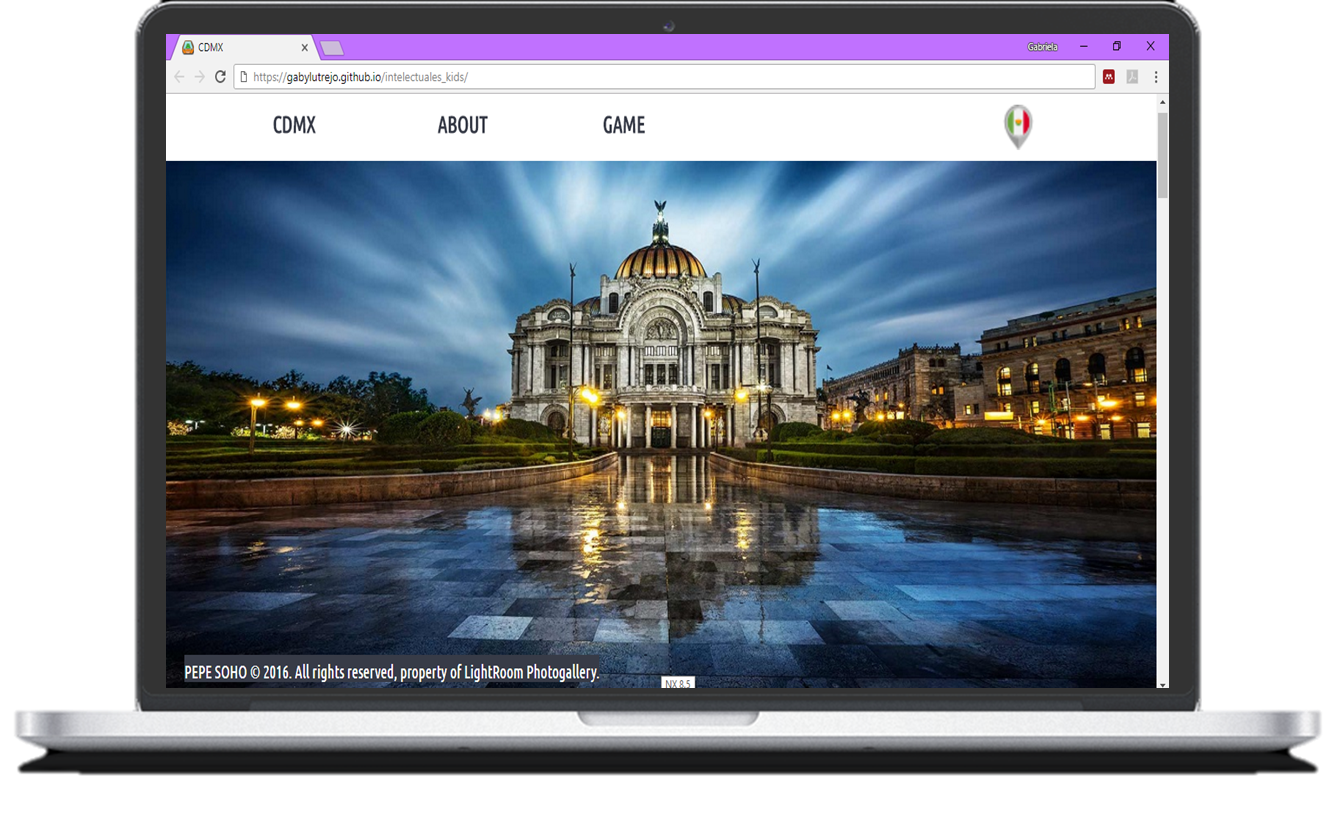 CDMX
Gabriela
https://gabylutrejo.github.io/intelectuales_kids/
CDMX ABOUT GAME
PEPE SOHO © 2016. All rights reserved, property of LightRoom Photogallery.
NX 8.5